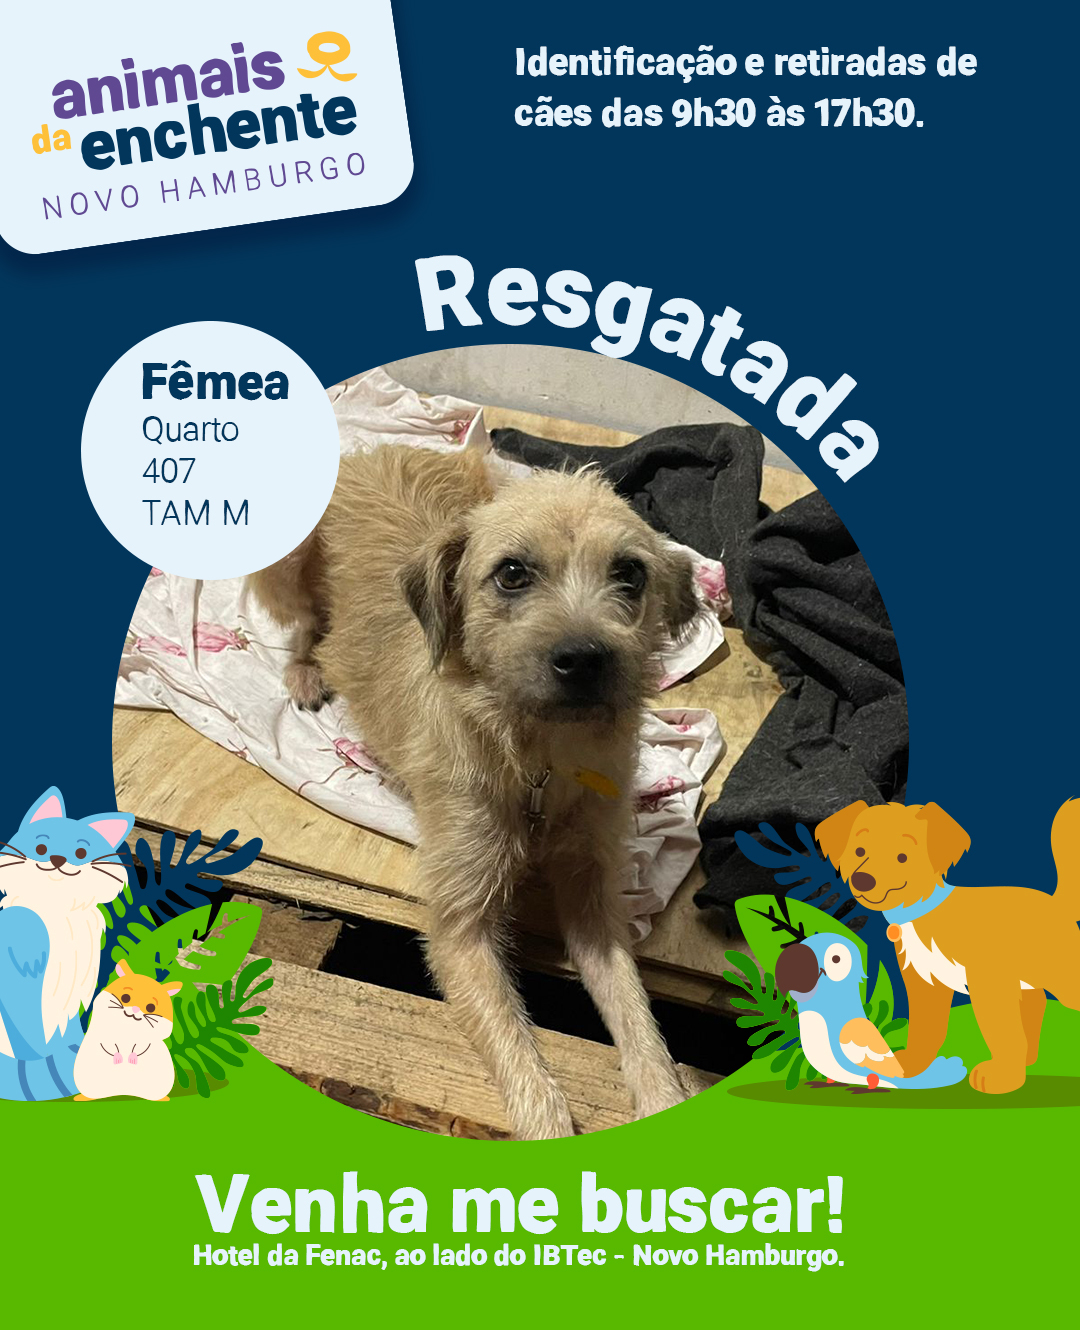 animais
da enchente
NOVO HAMBURGO
Identificação e retiradas de
cães das 9h30 às 17h30.
Resgatada
Fêmea
Quarto
407
TAM M
Venha me buscar!
Hotel da Fenac, ao lado do IBTec - Novo Hamburgo.